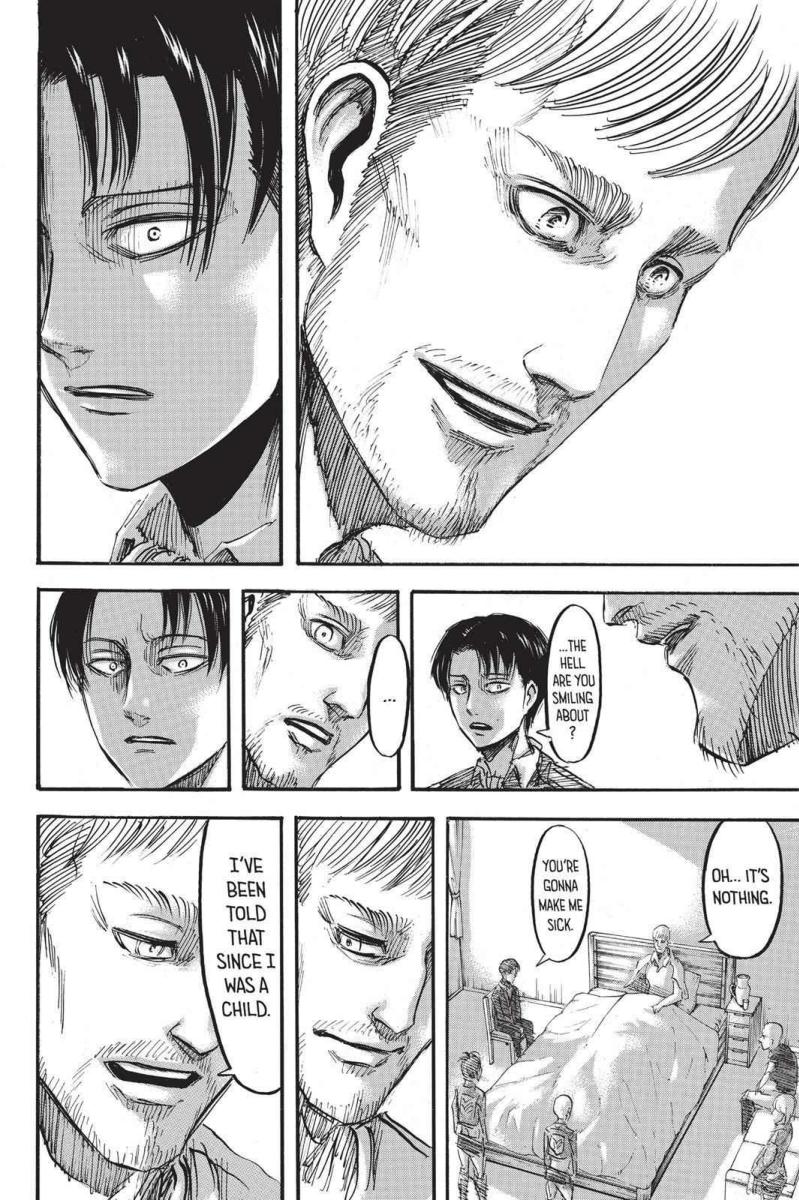 ...THE
HELL
ARE YOU
SMILING
ABOUT
?
...
OH... IT'S
NOTHING.
YOU'RE
GONNA
MAKE ME
SICK.
I'VE
BEEN
TOLD
THAT
SINCE I
WAS A
CHILD.